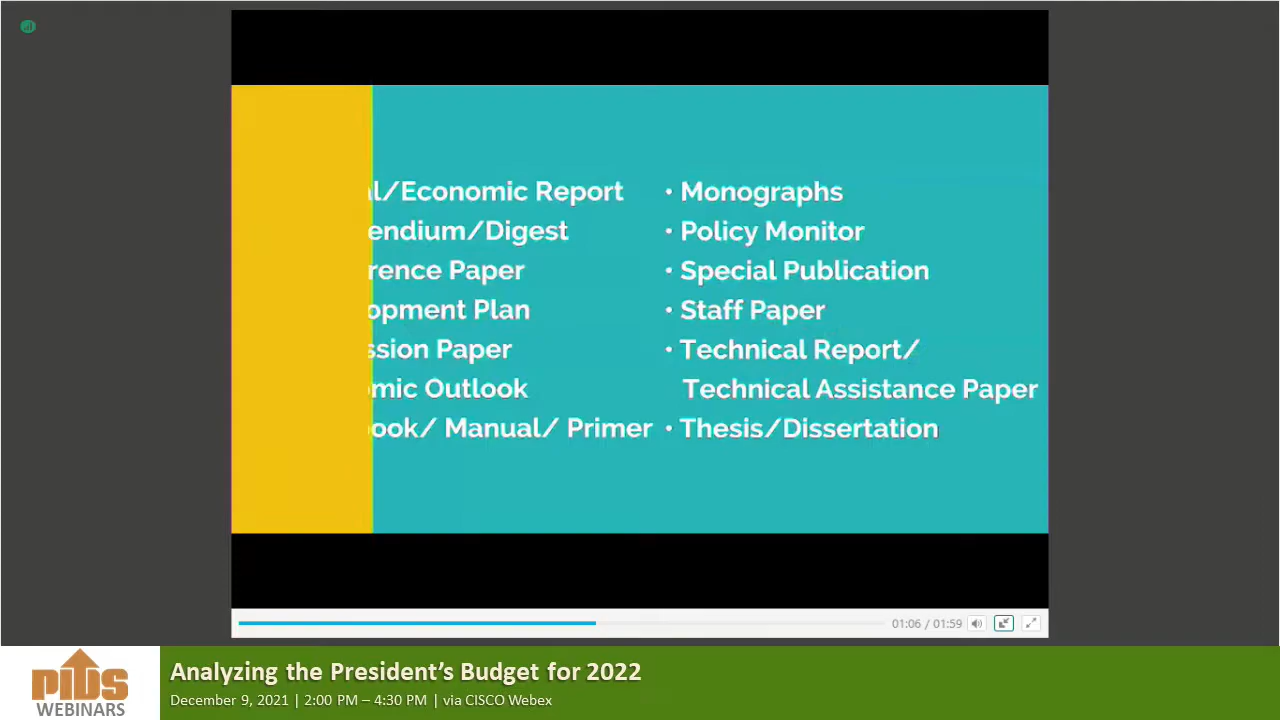 l/Economic Report
endium/Digest
rence Paper
opment Plan
ssion Paper
mic Outlook
ook/ Manual/ Primer
• Monographs
• Policy Monitor
• Special Publication
• Staff Paper
• Technical Report/
Technical Assistance Paper
• Thesis/Dissertation
01:06 / 01:59
PIDS
WEBINARS
Analyzing the President's Budget for 2022
December 9, 2021 | 2:00 PM – 4:30 PM | via CISCO Webex